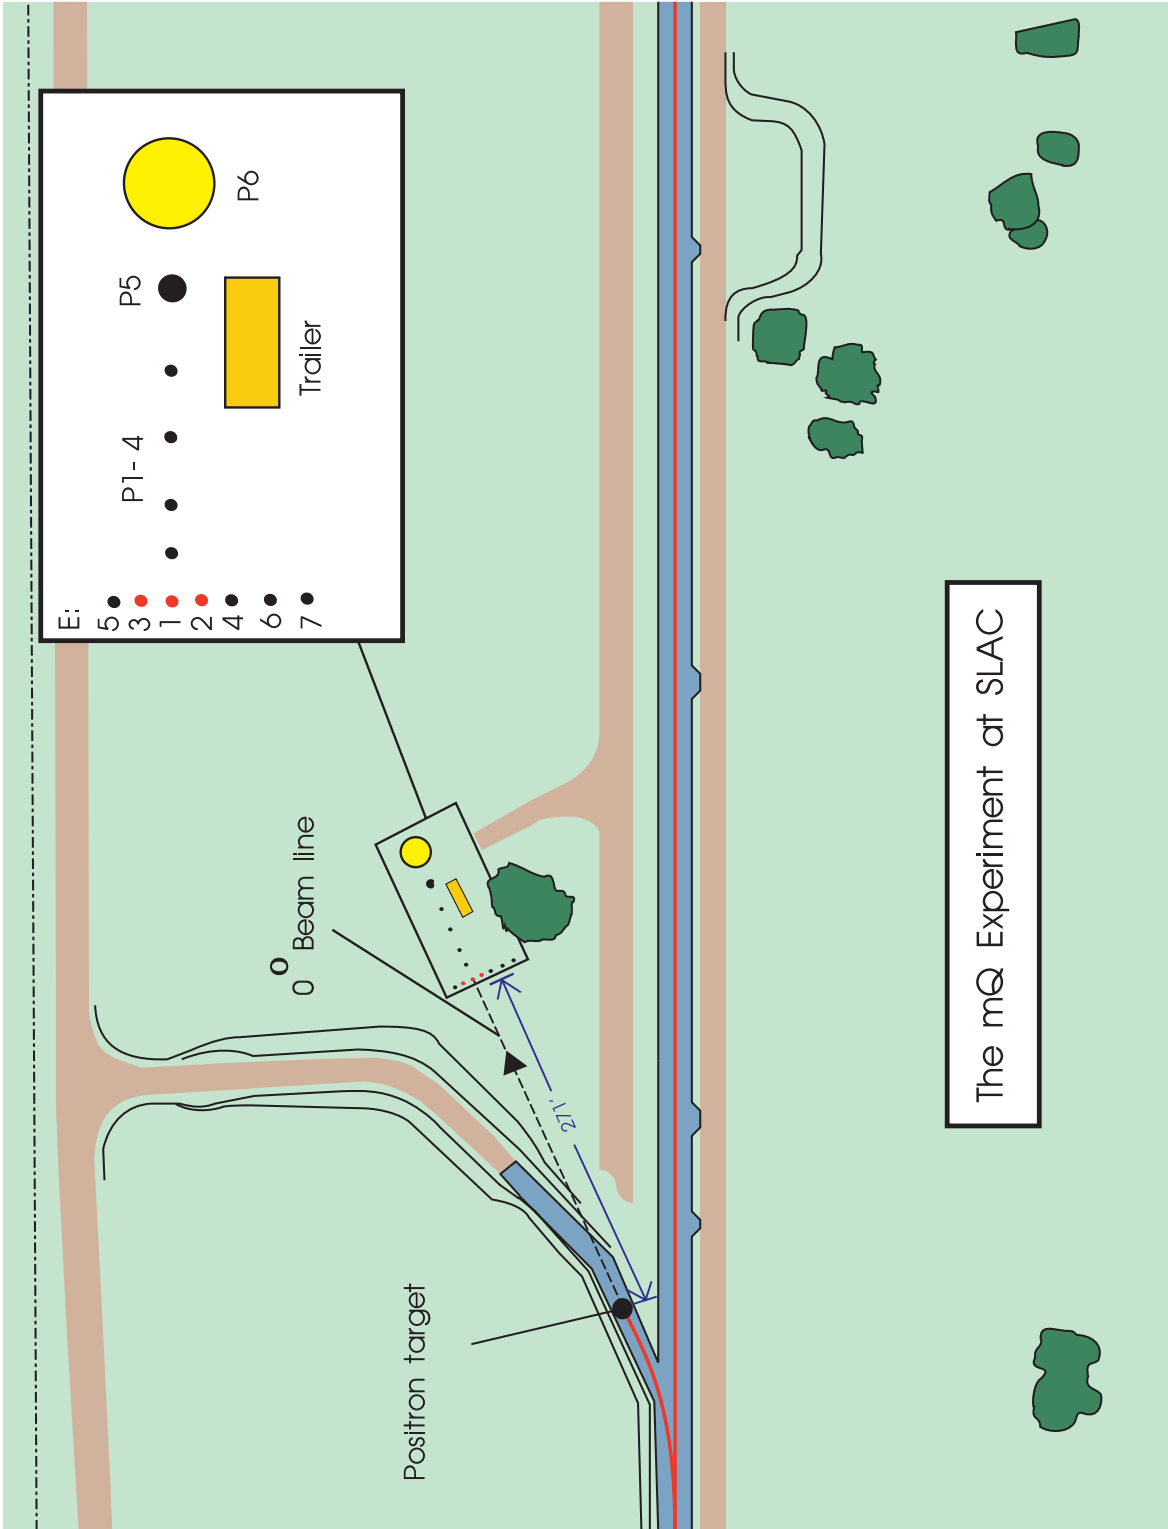 E:
5
3
1
2
4
6
7
P1- 4
P5
P6
Trailer
0° Beam line
271'
Positron target
The mQ Experiment at SLAC